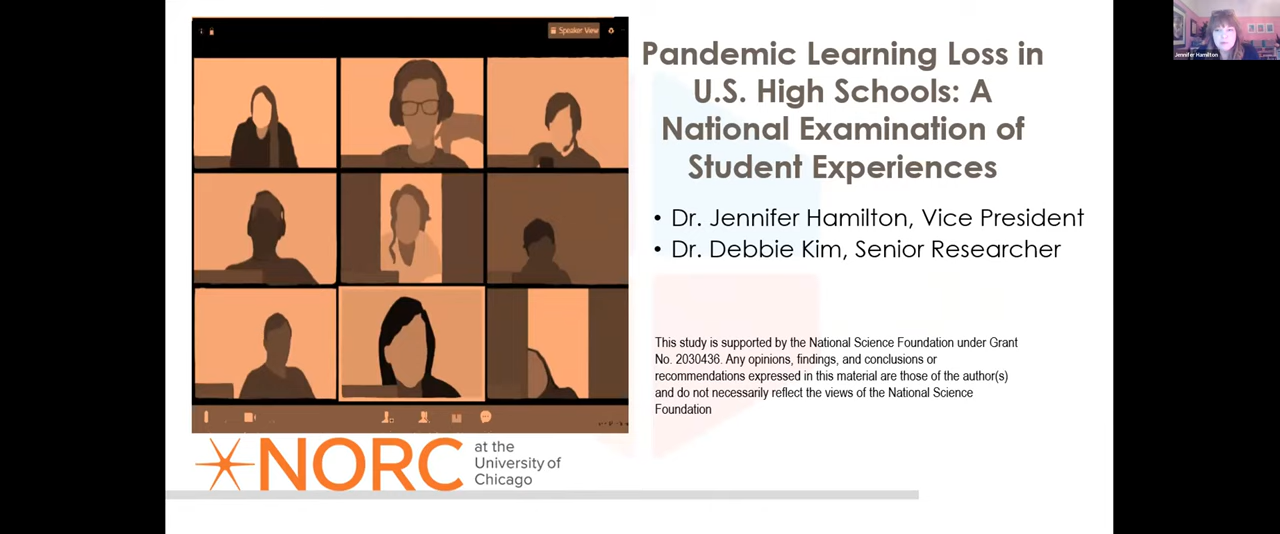 Speaker View
Pandemic Learning Loss in
U.S. High Schools: A
National Examination of
Student Experiences
• Dr. Jennifer Hamilton, Vice President
• Dr. Debbie Kim, Senior Researcher
This study is supported by the National Science Foundation under Grant
No. 2030436. Any opinions, findings, and conclusions or
recommendations expressed in this material are those of the author(s)
and do not necessarily reflect the views of the National Science
Foundation
NORC
at the
University of
Chicago
Jennifer Hamilton